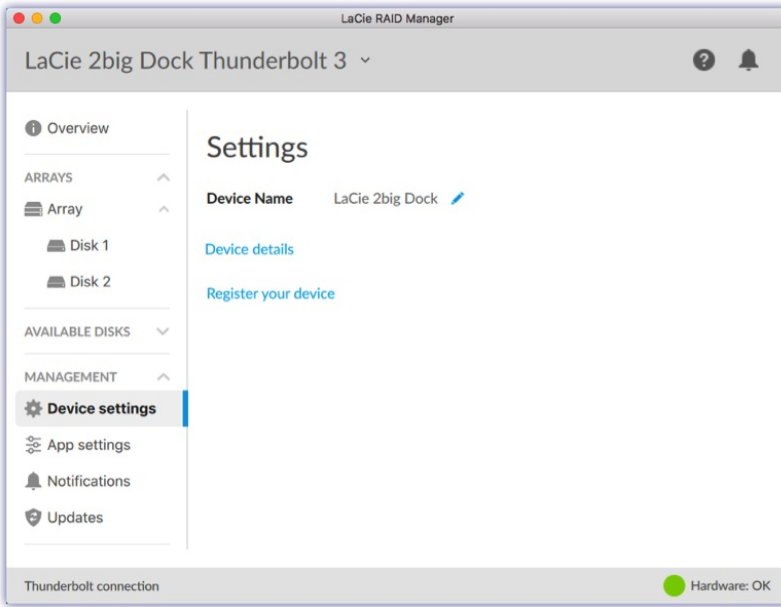 LaCie RAID Manager
LaCie 2big Dock Thunderbolt 3
Overview
ARRAYS
Array
Disk 1
Disk 2
AVAILABLE DISKS
MANAGEMENT
Device settings
App settings
Notifications
Updates
Settings
Device Name LaCie 2big Dock
Device details
Register your device
Thunderbolt connection
Hardware: OK